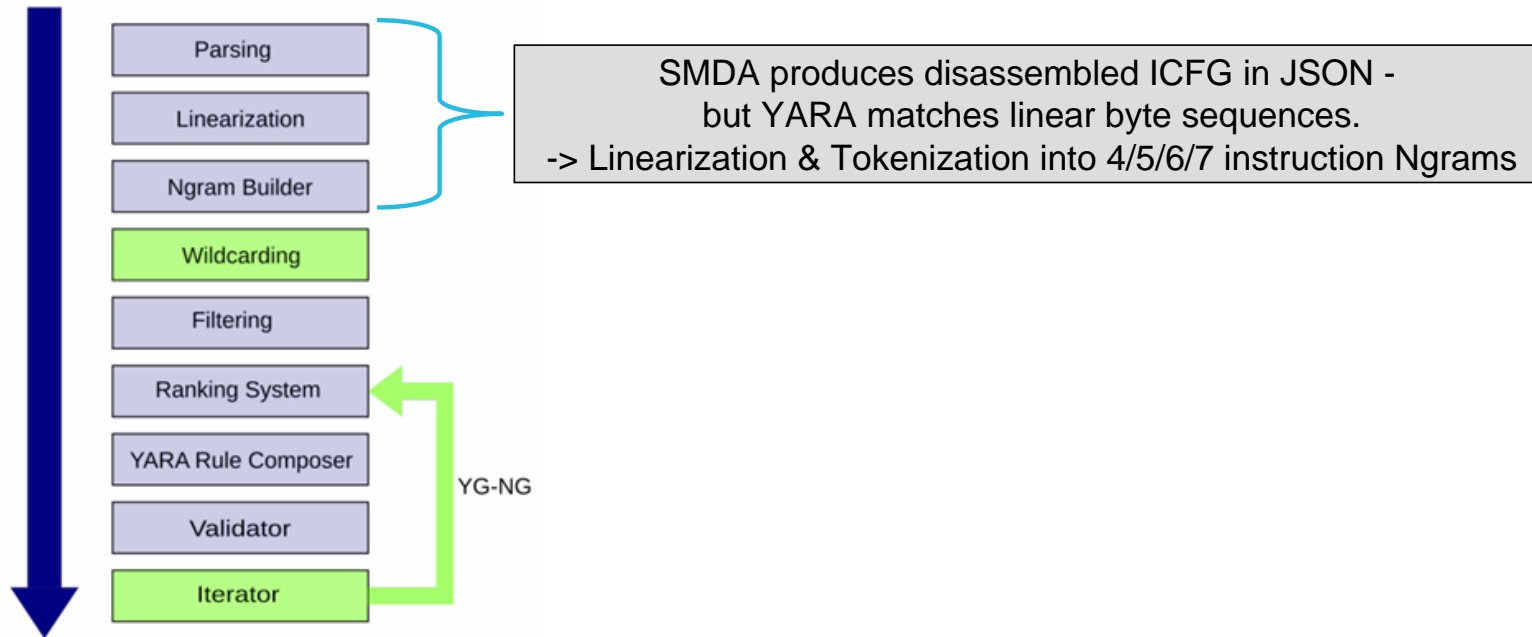 Parsing
Linearization
Ngram Builder
SMDA produces disassembled ICFG in JSON -
but YARA matches linear byte sequences.
-> Linearization & Tokenization into 4/5/6/7 instruction Ngrams
Wildcarding
Filtering
Ranking System
YARA Rule Composer
YG-NG
Validator
Iterator